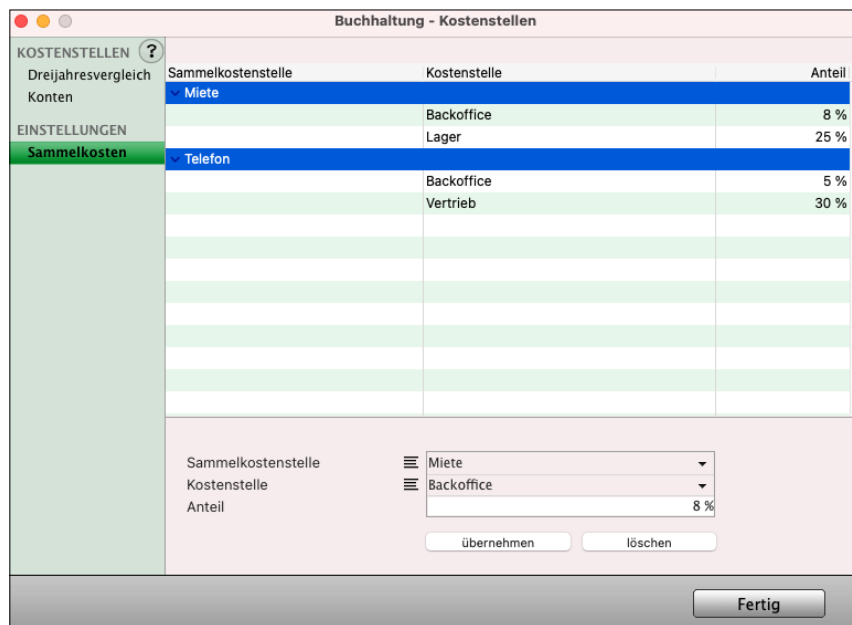 Buchhaltung - Kostenstellen
KOSTENSTELLEN ?
Dreijahresvergleich
Konten
EINSTELLUNGEN
Sammelkosten
Sammelkostenstelle Kostenstelle Anteil
Miete
Backoffice 8 %
Lager 25 %
Telefon
Backoffice 5 %
Vertrieb 30 %
Sammelkostenstelle Miete
Kostenstelle Backoffice
Anteil 8 %
übernehmen löschen
Fertig